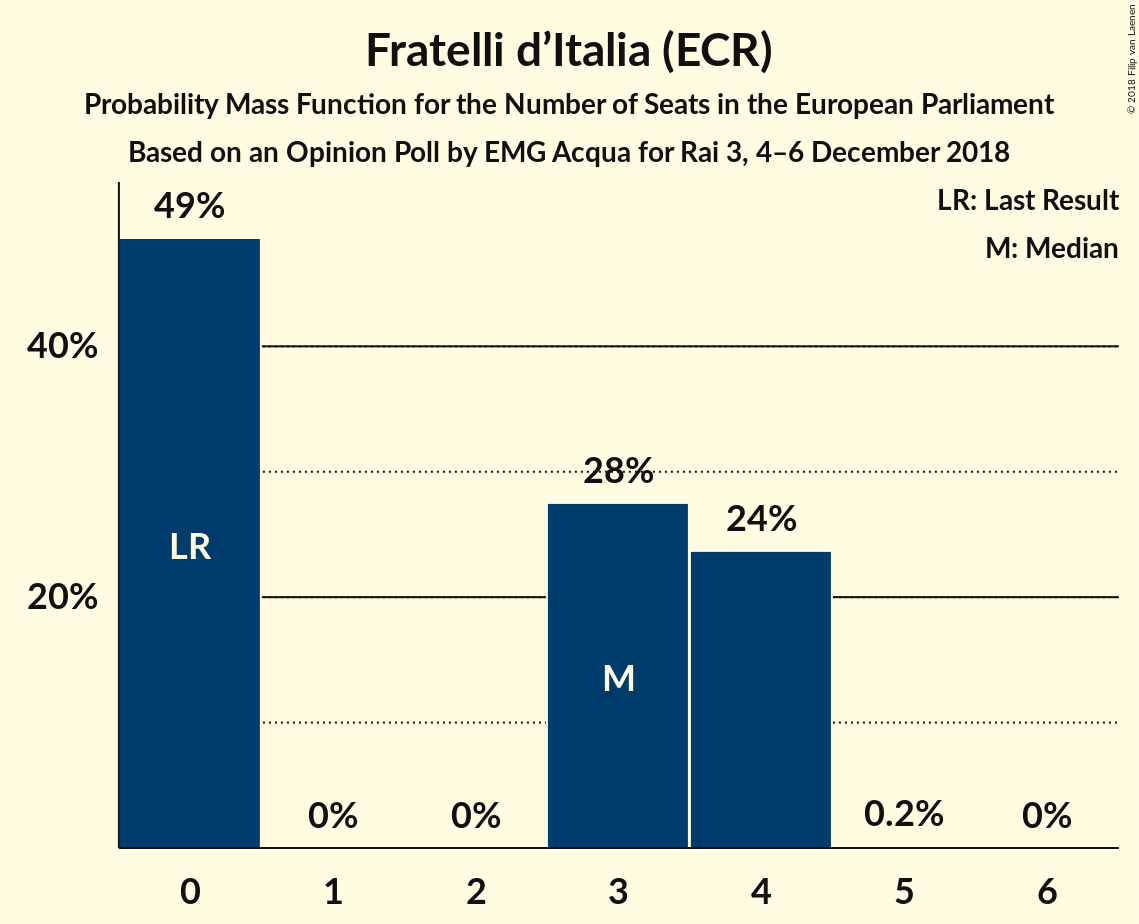 Fratelli d’Italia (ECR)
Probability Mass Function for the Number of Seats in the European Parliament
Based on an Opinion Poll by EMG Acqua for Rai 3, 4–6 December 2018
© 2018 Filip van Laenen
LR: Last Result
M: Median
49%
40%
28%
24%
LR
20%
M
0%
0%
0.2%
0%
0 1 2 3 4 5 6